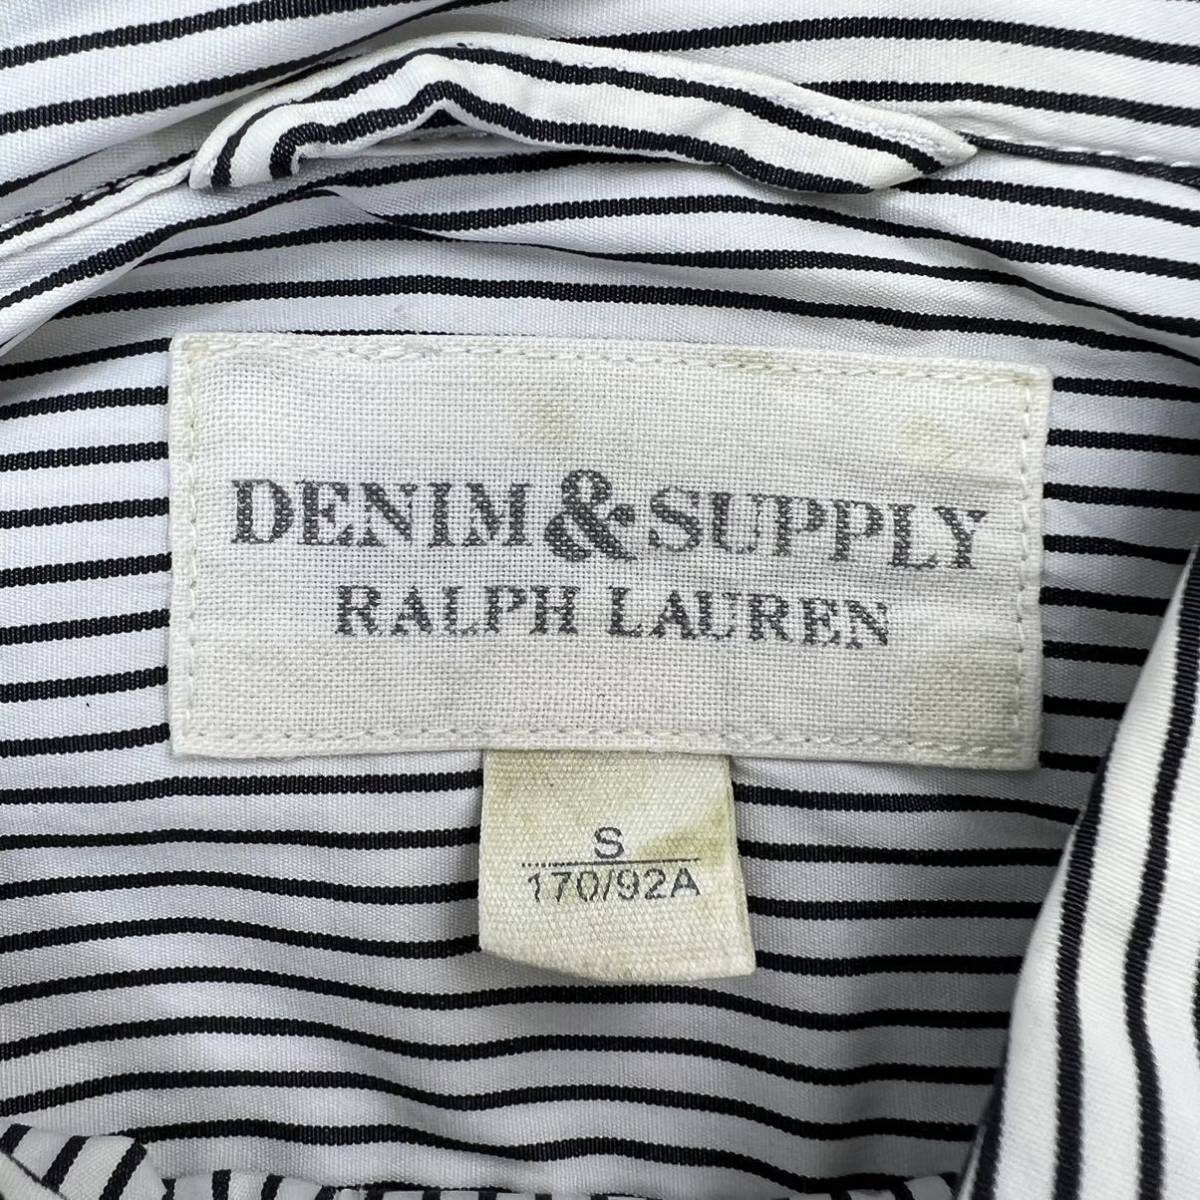 DENIM & SUPPLY
RALPH LAUREN
S
170/92A